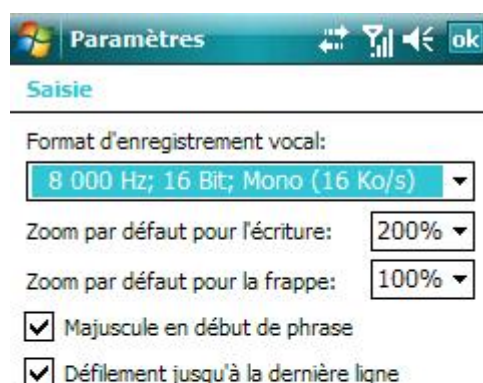 Paramètres ok
Saisie
Format d'enregistrement vocal:
8 000 Hz; 16 Bit; Mono (16 Ko/s)
Zoom par défaut pour l'écriture: 200%
Zoom par défaut pour la frappe: 100%
Majuscule en début de phrase
Défilement jusqu'à la dernière ligne